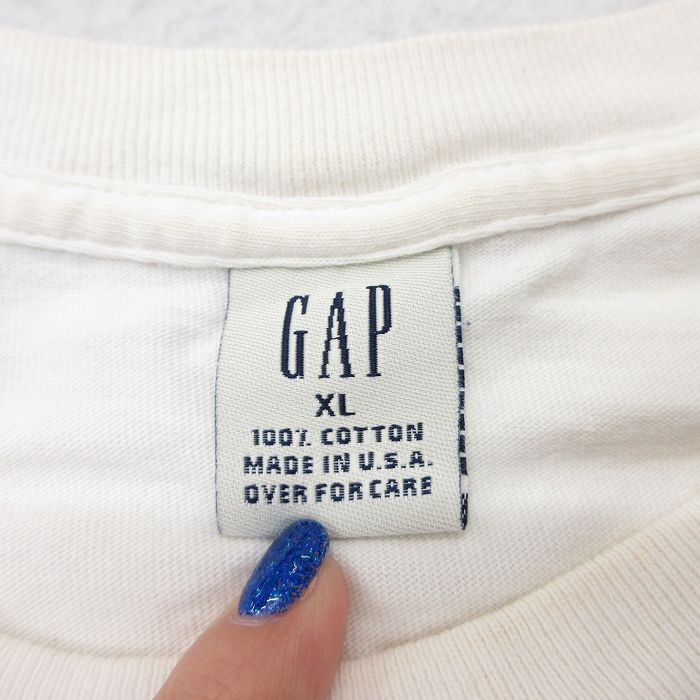 GAP
XL
100% COTTON
MADE IN U.S.A.
OVER FOR CARE